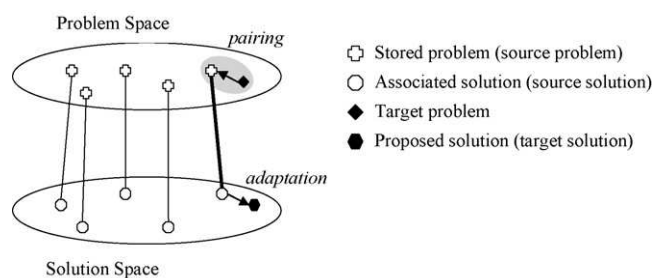 Problem Space
pairing
Stored problem (source problem)
Associated solution (source solution)
Target problem
Proposed solution (target solution)
adaptation
Solution Space